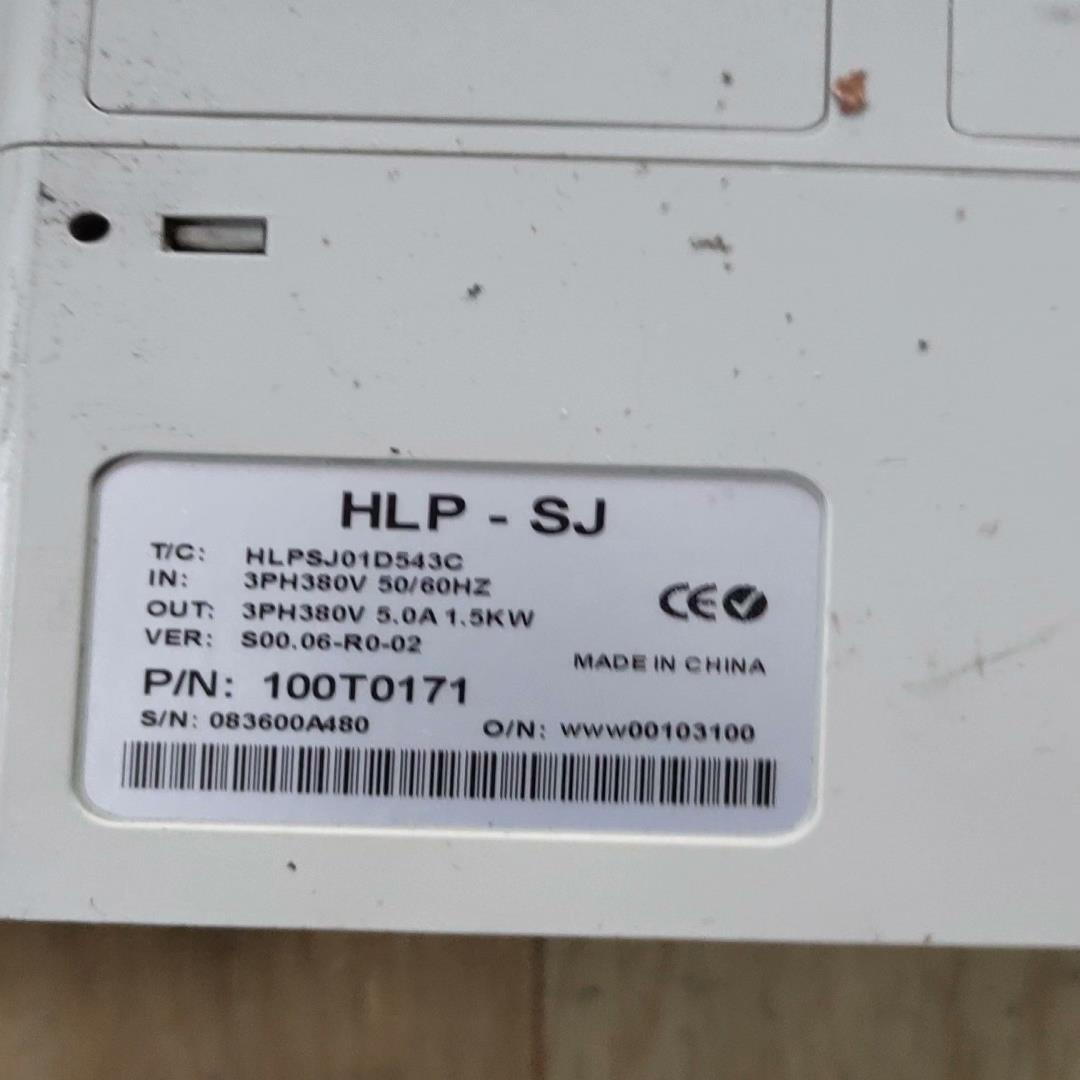 HLP - SJ
T/C: HLPSJ01D543C
IN: 3PH380V 50/60HZ
OUT: 3PH380V 5.0A 1.5KW
VER: S00.06-R0-02
CE
MADE IN CHINA
P/N: 100T0171
S/N: 083600A480 O/N: www00103100